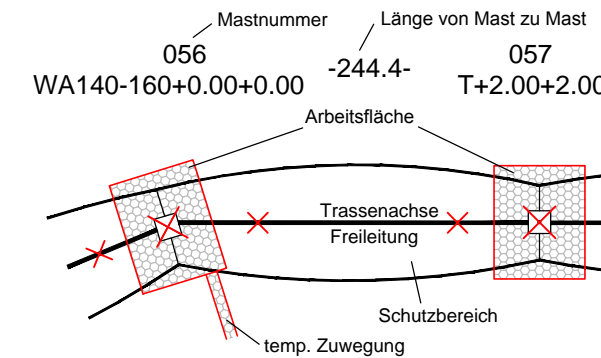 Mastnummer
Länge von Mast zu Mast
056
-244.4-
057
WA140-160+0.00+0.00
T+2.00+2.00
Arbeitsfläche
Trassenachse
Freileitung
Schutzbereich
temp. Zuwegung